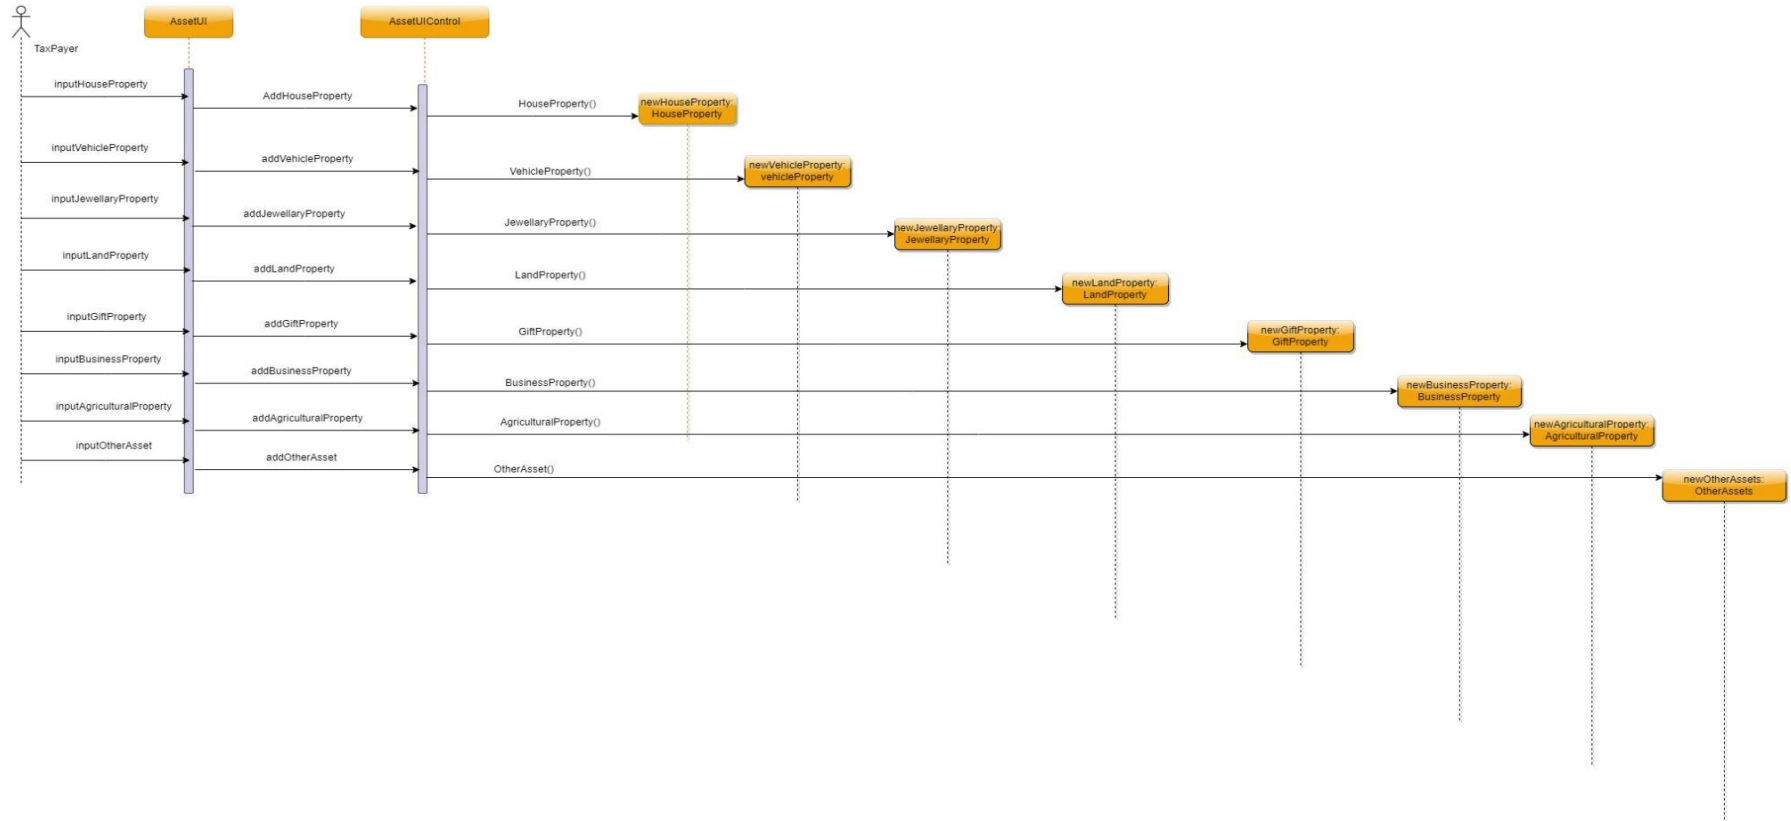 AssetUI
AssetUIControl
TaxPayer
inputHouseProperty
AddHouseProperty
HouseProperty()
newHouseProperty:
HouseProperty
inputVehicleProperty
addVehicleProperty
VehicleProperty()
newVehicleProperty:
vehicleProperty
inputJewellaryProperty
addJewellaryProperty
JewellaryProperty()
newJewellaryProperty:
JewellaryProperty
inputLandProperty
addLandProperty
LandProperty()
newLandProperty:
LandProperty
inputGiftProperty
addGiftProperty
GiftProperty()
newGiftProperty:
GiftProperty
inputBusinessProperty
addBusinessProperty
BusinessProperty()
newBusinessProperty:
BusinessProperty
inputAgriculturalProperty
addAgriculturalProperty
AgriculturalProperty()
newAgriculturalProperty:
AgriculturalProperty
inputOtherAsset
addOtherAsset
OtherAsset()
newOtherAssets:
OtherAssets